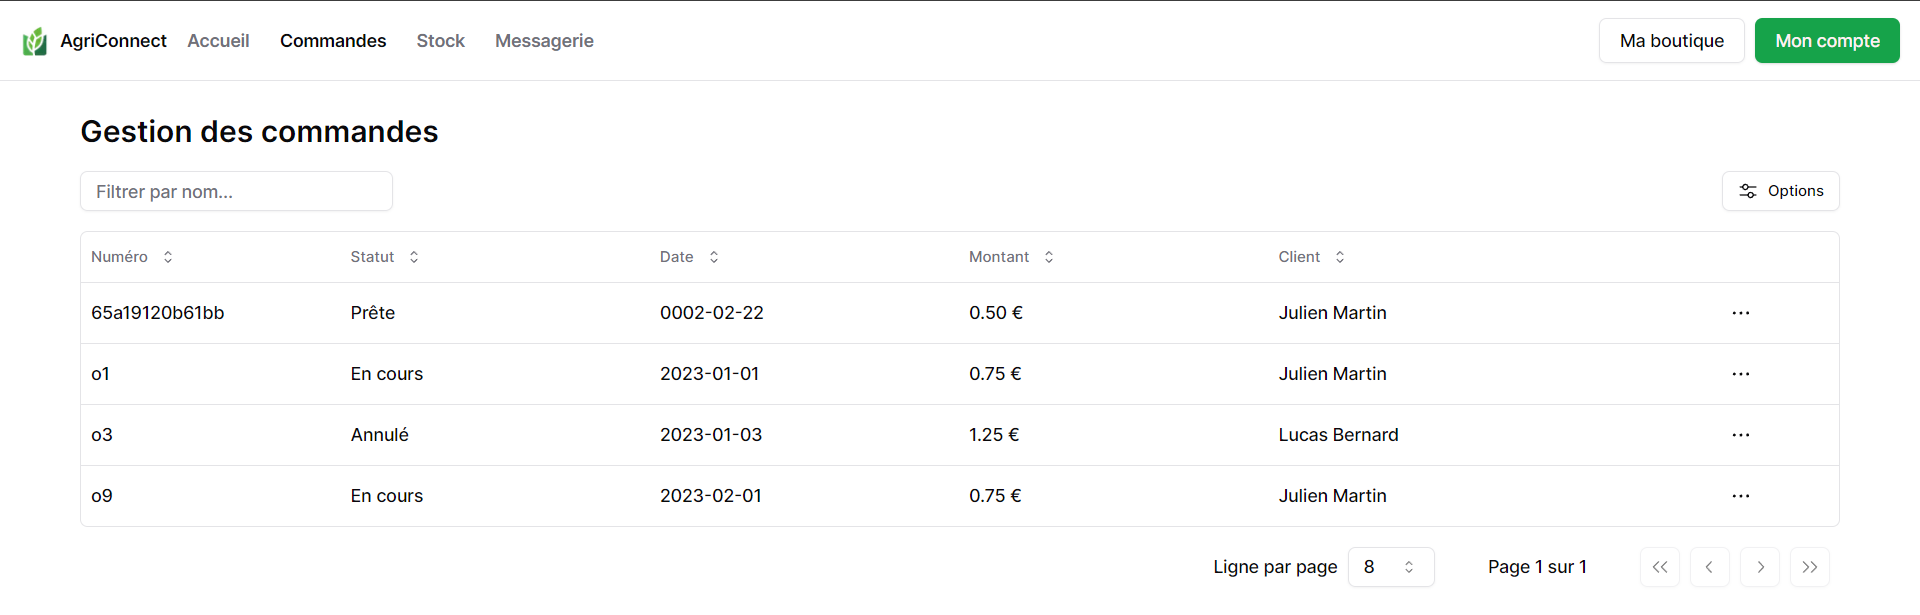 AgriConnect Accueil Commandes Stock Messagerie Ma boutique Mon compte
Gestion des commandes
Filtrer par nom... Options
Numéro Statut Date Montant Client
65a19120b61bb Prête 0002-02-22 0.50 € Julien Martin ...
o1 En cours 2023-01-01 0.75 € Julien Martin ...
o3 Annulé 2023-01-03 1.25 € Lucas Bernard ...
o9 En cours 2023-02-01 0.75 € Julien Martin ...
Ligne par page 8 Page 1 sur 1